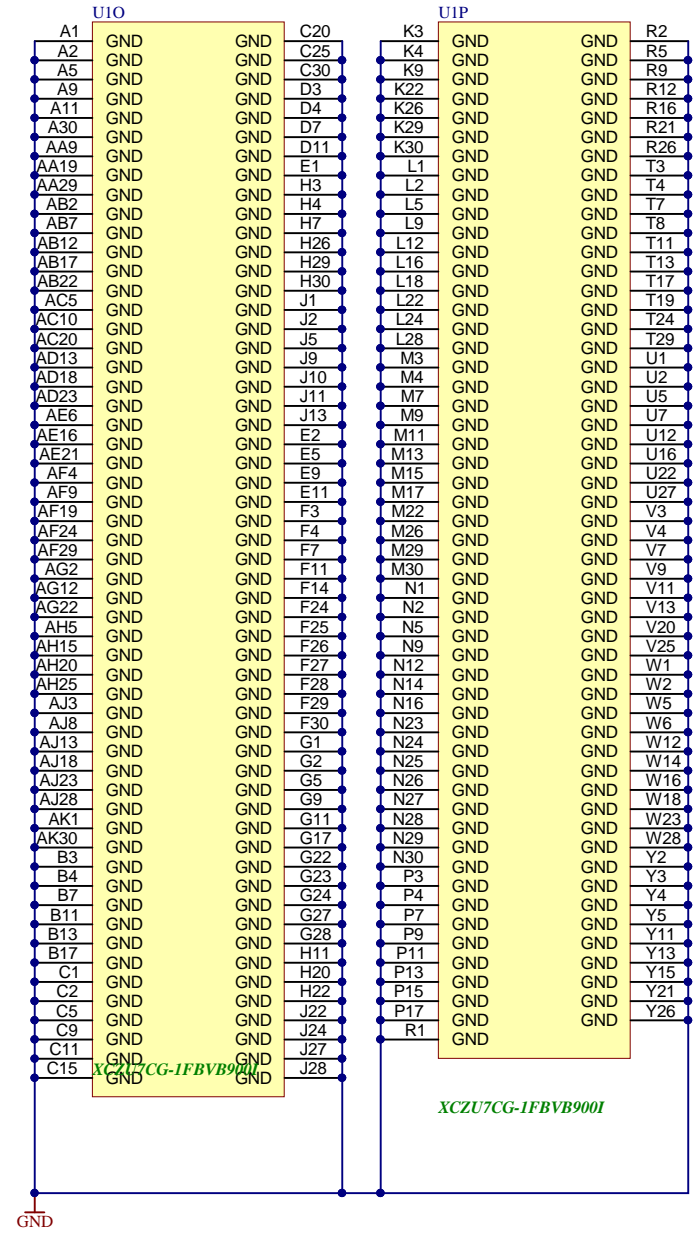 U1O
A1 GND GND C20
A2 GND GND C25
A5 GND GND C30
A9 GND GND D3
A11 GND GND D4
A30 GND GND D7
AA9 GND GND D11
AA19 GND GND E1
AA29 GND GND H3
AB2 GND GND H4
AB7 GND GND H7
AB12 GND GND H26
AB17 GND GND H29
AB22 GND GND H30
AC5 GND GND J1
AC10 GND GND J2
AC20 GND GND J5
AD13 GND GND J9
AD18 GND GND J10
AD23 GND GND J11
AE6 GND GND J13
AE16 GND GND E2
AE21 GND GND E5
AF4 GND GND E9
AF9 GND GND E11
AF19 GND GND F3
AF24 GND GND F4
AF29 GND GND F7
AG2 GND GND F11
AG12 GND GND F14
AG22 GND GND F24
AH5 GND GND F25
AH15 GND GND F26
AH20 GND GND F27
AH25 GND GND F28
AJ3 GND GND F29
AJ8 GND GND F30
AJ13 GND GND G1
AJ18 GND GND G2
AJ23 GND GND G5
AJ28 GND GND G9
AK1 GND GND G11
AK30 GND GND G17
B3 GND GND G22
B4 GND GND G23
B7 GND GND G24
B11 GND GND G27
B13 GND GND G28
B17 GND GND H11
C1 GND GND H20
C2 GND GND H22
C5 GND GND J22
C9 GND GND J24
C11 GND GND J27
C15 GND GND J28
XCZU7CG-1FBVB900I
U1P
K3 GND GND R2
K4 GND GND R5
K9 GND GND R9
K22 GND GND R12
K26 GND GND R16
K29 GND GND R21
K30 GND GND R26
L1 GND GND T3
L2 GND GND T4
L5 GND GND T7
L9 GND GND T8
L12 GND GND T11
L16 GND GND T13
L18 GND GND T17
L22 GND GND T19
L24 GND GND T24
L28 GND GND T29
M3 GND GND U1
M4 GND GND U2
M7 GND GND U5
M9 GND GND U7
M11 GND GND U12
M13 GND GND U16
M15 GND GND U22
M17 GND GND U27
M22 GND GND V3
M26 GND GND V4
M29 GND GND V7
M30 GND GND V9
N1 GND GND V11
N2 GND GND V13
N5 GND GND V20
N9 GND GND V25
N12 GND GND W1
N14 GND GND W2
N16 GND GND W5
N23 GND GND W6
N24 GND GND W12
N25 GND GND W14
N26 GND GND W16
N27 GND GND W18
N28 GND GND W23
N29 GND GND W28
N30 GND GND Y2
P3 GND GND Y3
P4 GND GND Y4
P7 GND GND Y5
P9 GND GND Y11
P11 GND GND Y13
P13 GND GND Y15
P15 GND GND Y21
P17 GND GND Y26
R1 GND
XCZU7CG-1FBVB900I
GND